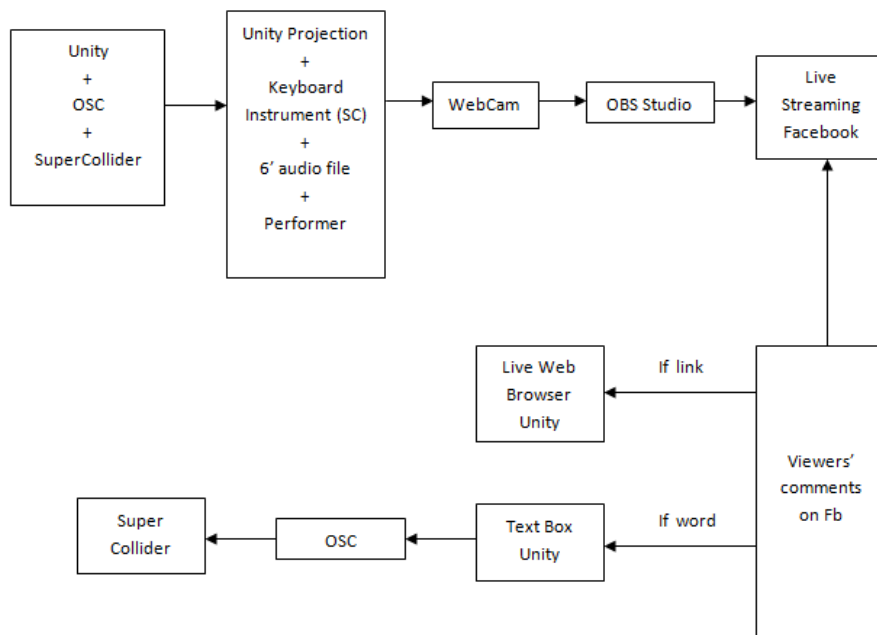 Unity
+
OSC
+
SuperCollider
Unity Projection
+
Keyboard
Instrument (SC)
+
6’ audio file
+
Performer
WebCam
OBS Studio
Live
Streaming
Facebook
Live Web
Browser
Unity
If link
Viewers’
comments
on Fb
Super
Collider
OSC
Text Box
Unity
If word